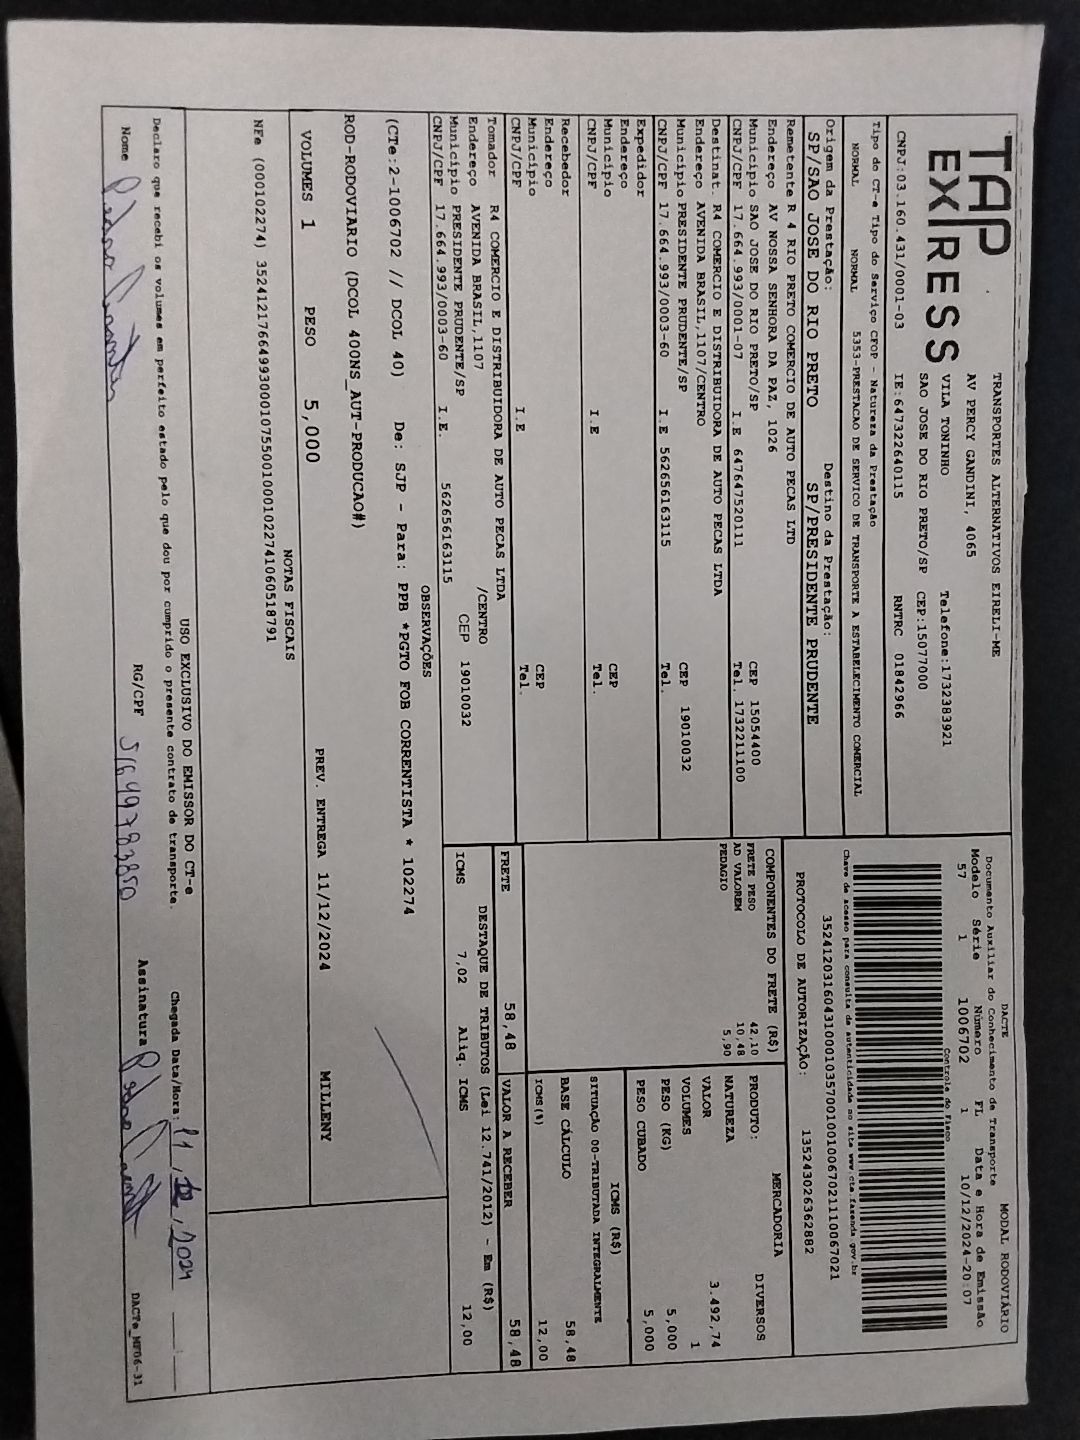 TAP
EXPRESS
TRANSPORTES ALTERNATIVOS EIRELI-ME
AV PERCY GANDINI, 4065
VILA TONINHO Telefone:1732383921
SAO JOSE DO RIO PRETO/SP CEP:15077000
CNPJ:03.160.431/0001-03 IE:647322640115 RNTRC 01842966
Tipo do CT-e Tipo do Serviço CFOP - Natureza da Prestação
NORMAL NORMAL 5353-PRESTACAO DE SERVICO DE TRANSPORTE A ESTABELECIMENTO COMERCIAL
Origem da Prestação: Destino da Prestação:
SP/SAO JOSE DO RIO PRETO SP/PRESIDENTE PRUDENTE
Remetente R 4 RIO PRETO COMERCIO DE AUTO PECAS LTD
Endereço AV NOSSA SENHORA DA PAZ, 1026
Município SAO JOSE DO RIO PRETO/SP CEP 15054400
CNPJ/CPF 17.664.993/0001-07 I.E 647647520111 Tel. 1732211100
Destinat. R4 COMERCIO E DISTRIBUIDORA DE AUTO PECAS LTDA
Endereço AVENIDA BRASIL,1107/CENTRO
Município PRESIDENTE PRUDENTE/SP CEP 19010032
CNPJ/CPF 17.664.993/0003-60 I.E 562656163115 Tel.
Expedidor
Endereço
Município CEP
CNPJ/CPF I.E Tel.
Recebedor
Endereço
Município CEP
CNPJ/CPF I.E Tel.
Tomador R4 COMERCIO E DISTRIBUIDORA DE AUTO PECAS LTDA
Endereço AVENIDA BRASIL,1107 /CENTRO
Município PRESIDENTE PRUDENTE/SP CEP 19010032
CNPJ/CPF 17.664.993/0003-60 I.E. 562656163115
DACTE MODAL RODOVIÁRIO
Documento Auxiliar do Conhecimento de Transporte
Modelo Série Número FL Data e Hora de Emissão
57 1 1006702 1 10/12/2024-20:07
Controle do Fisco
Chave de acesso para consulta de autenticidade no site www.cte.fazenda.gov.br
35241203160431000103570010010067021110067021
PROTOCOLO DE AUTORIZAÇÃO: 135243026362882
COMPONENTES DO FRETE (R$)
FRETE PESO 42,10
AD VALOREM 10,48
PEDAGIO 5,90
MERCADORIA
PRODUTO: DIVERSOS
NATUREZA
VALOR 3.492,74
VOLUMES 1
PESO (KG) 5,000
PESO CUBADO 5,000
ICMS (R$)
SITUAÇÃO 00-TRIBUTADA INTEGRALMENTE
BASE CÁLCULO 58,48
ICMS(%) 12,00
FRETE 58,48 VALOR A RECEBER 58,48
DESTAQUE DE TRIBUTOS (Lei 12.741/2012) - Em (R$)
ICMS 7,02 Aliq. ICMS 12,00
OBSERVAÇÕES
(CTe:2-1006702 // DCOL 40) De: SJP - Para: PPB *PGTO FOB CORRENTISTA * 102274
ROD-RODOVIARIO (DCOL 400NS_AUT-PRODUCAO#)
VOLUMES 1 PESO 5,000 PREV. ENTREGA 11/12/2024 MILLENY
NOTAS FISCAIS
NFe (000102274) 35241217664993000107550010001022741060518791
USO EXCLUSIVO DO EMISSOR DO CT-e
Declaro que recebi os volumes em perfeito estado pelo que dou por cumprido o presente contrato de transporte. Chegada Data/Hora: 11/12/2024
Nome Pedro RG/CPF 51649783850 Assinatura Pedro
DACTe_MF06-31